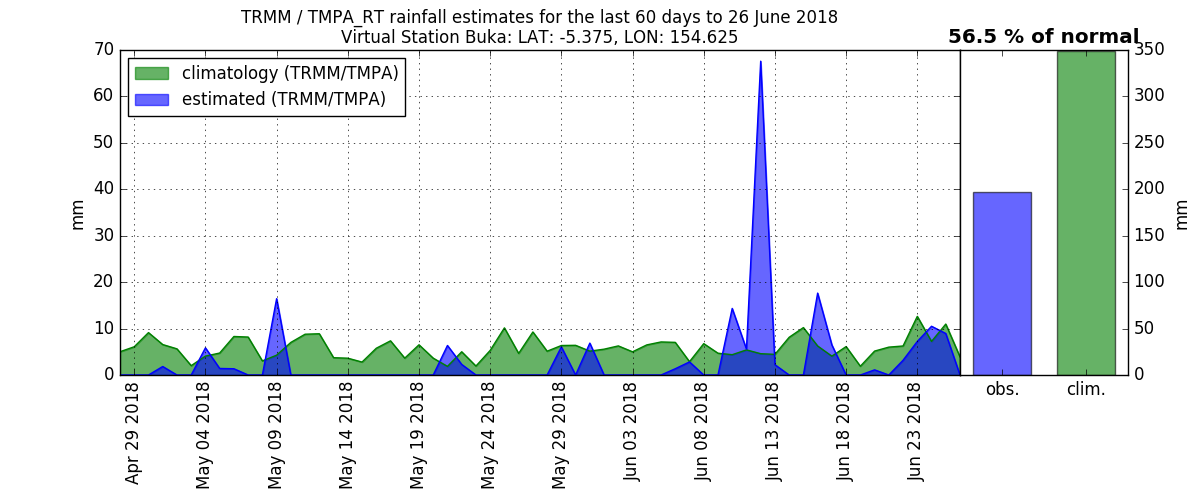 TRMM / TMPA_RT rainfall estimates for the last 60 days to 26 June 2018
Virtual Station Buka: LAT: -5.375, LON: 154.625
56.5 % of normal
climatology (TRMM/TMPA)
estimated (TRMM/TMPA)
70
60
50
40
30
20
10
0
mm
Apr 29 2018
May 04 2018
May 09 2018
May 14 2018
May 19 2018
May 24 2018
May 29 2018
Jun 03 2018
Jun 08 2018
Jun 13 2018
Jun 18 2018
Jun 23 2018
obs.
clim.
350
300
250
200
150
100
50
0
mm